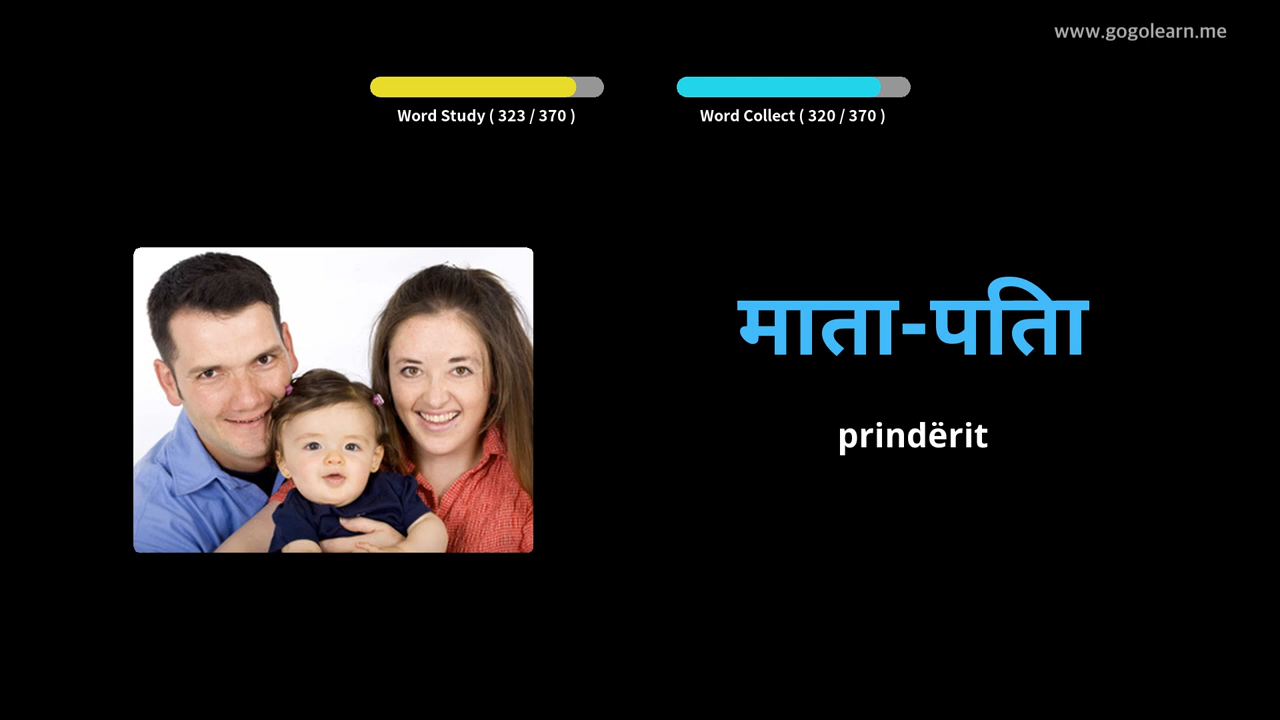 www.gogolearn.me
Word Study ( 323 / 370 )
Word Collect ( 320 / 370 )
माता-पिता
prindërit